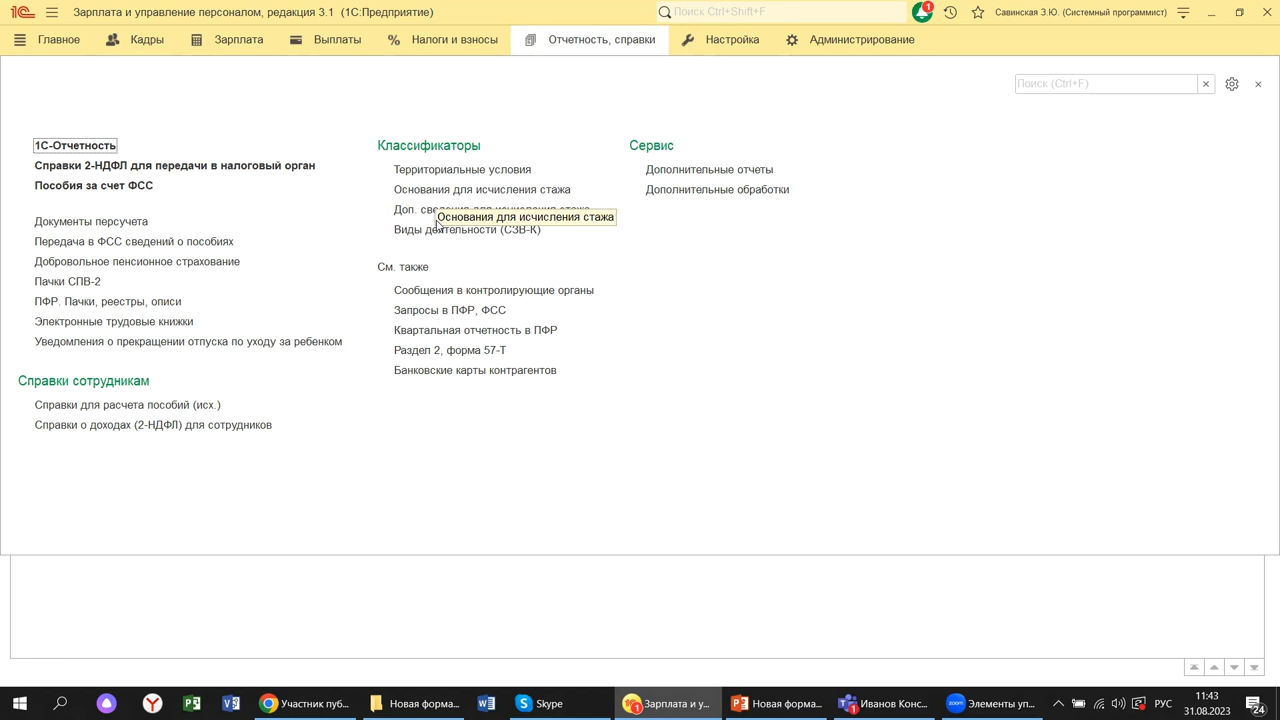 Зарплата и управление персоналом, редакция 3.1 (1С:Предприятие)
Поиск Ctrl+Shift+F
1
Савинская З.Ю. (Системный программист)
Главное
Кадры
Зарплата
Выплаты
Налоги и взносы
Отчетность, справки
Настройка
Администрирование
Поиск (Ctrl+F)
1С-Отчетность
Справки 2-НДФЛ для передачи в налоговый орган
Пособия за счет ФСС
Документы персучета
Передача в ФСС сведений о пособиях
Добровольное пенсионное страхование
Пачки СПВ-2
ПФР. Пачки, реестры, описи
Электронные трудовые книжки
Уведомления о прекращении отпуска по уходу за ребенком
Справки сотрудникам
Справки для расчета пособий (исх.)
Справки о доходах (2-НДФЛ) для сотрудников
Классификаторы
Территориальные условия
Основания для исчисления стажа
Доп. сведения для исчисления стажа
Основания для исчисления стажа
Виды деятельности (СЗВ-К)
См. также
Сообщения в контролирующие органы
Запросы в ПФР, ФСС
Квартальная отчетность в ПФР
Раздел 2, форма 57-Т
Банковские карты контрагентов
Сервис
Дополнительные отчеты
Дополнительные обработки
Участник пуб...
Новая форма...
Skype
Зарплата и у...
Новая форма...
Иванов Конс...
Элементы уп...
РУС
11:43
31.08.2023
24